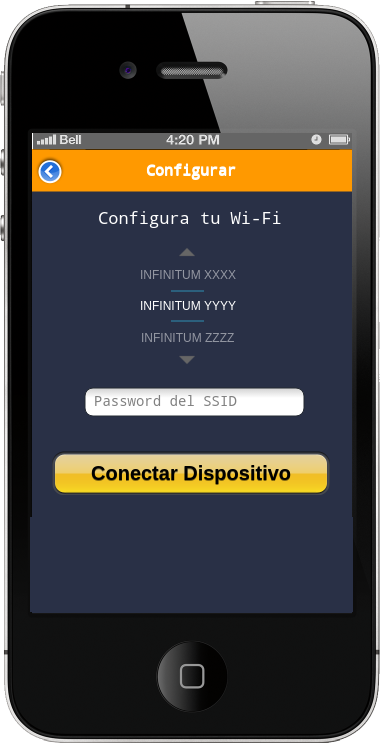 Bell 4:20 PM
Configurar
Configura tu Wi-Fi
INFINITUM XXXX
INFINITUM YYYY
INFINITUM ZZZZ
Password del SSID
Conectar Dispositivo